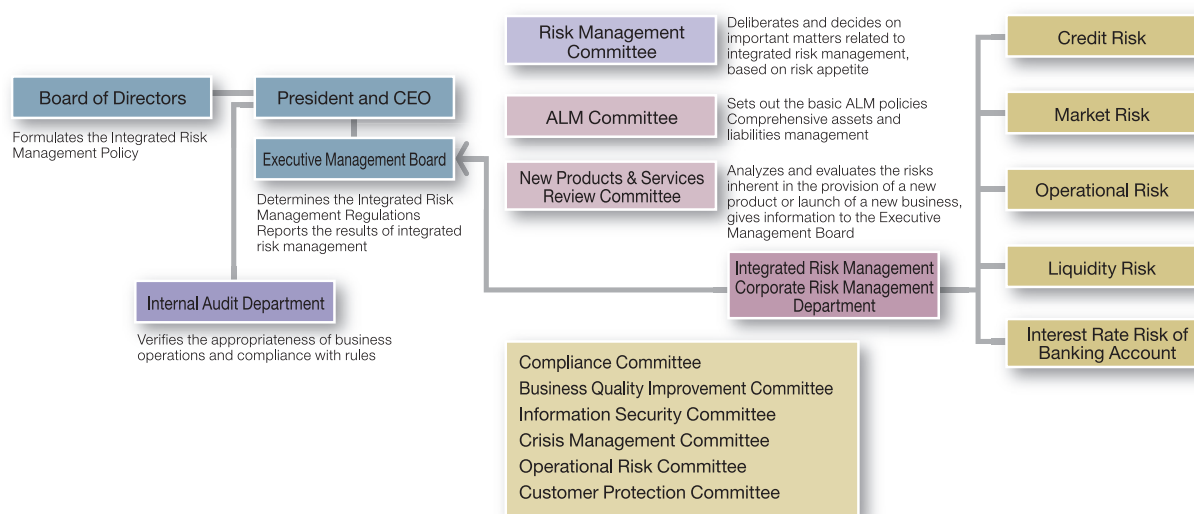 Board of Directors
Formulates the Integrated Risk
Management Policy
President and CEO
Executive Management Board
Determines the Integrated Risk
Management Regulations
Reports the results of integrated
risk management
Internal Audit Department
Verifies the appropriateness of business
operations and compliance with rules
Risk Management
Committee
Deliberates and decides on
important matters related to
integrated risk management,
based on risk appetite
ALM Committee
Sets out the basic ALM policies
Comprehensive assets and
liabilities management
New Products & Services
Review Committee
Analyzes and evaluates the risks
inherent in the provision of a new
product or launch of a new business,
gives information to the Executive
Management Board
Integrated Risk Management
Corporate Risk Management
Department
Compliance Committee
Business Quality Improvement Committee
Information Security Committee
Crisis Management Committee
Operational Risk Committee
Customer Protection Committee
Credit Risk
Market Risk
Operational Risk
Liquidity Risk
Interest Rate Risk of
Banking Account